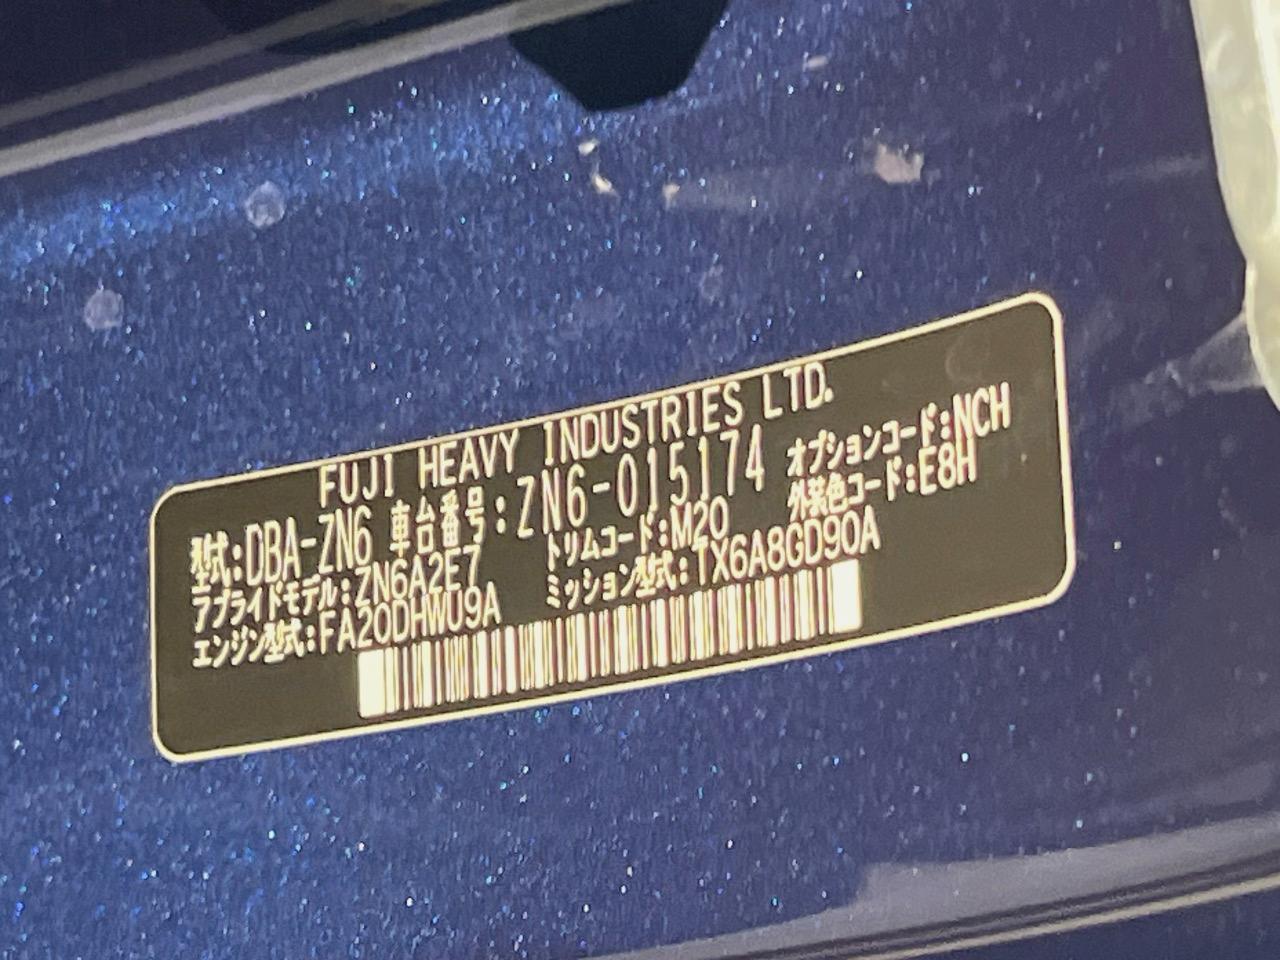 FUJI HEAVY INDUSTRIES LTD.
型式:DBA-ZN6 車台番号:ZN6-015174 オプションコード:NCH
アプライドモデル:ZN6A2E7 トリムコード:M20 外装色コード:E8H
エンジン型式:FA20DHWU9A ミッション型式:TX6A8GD90A